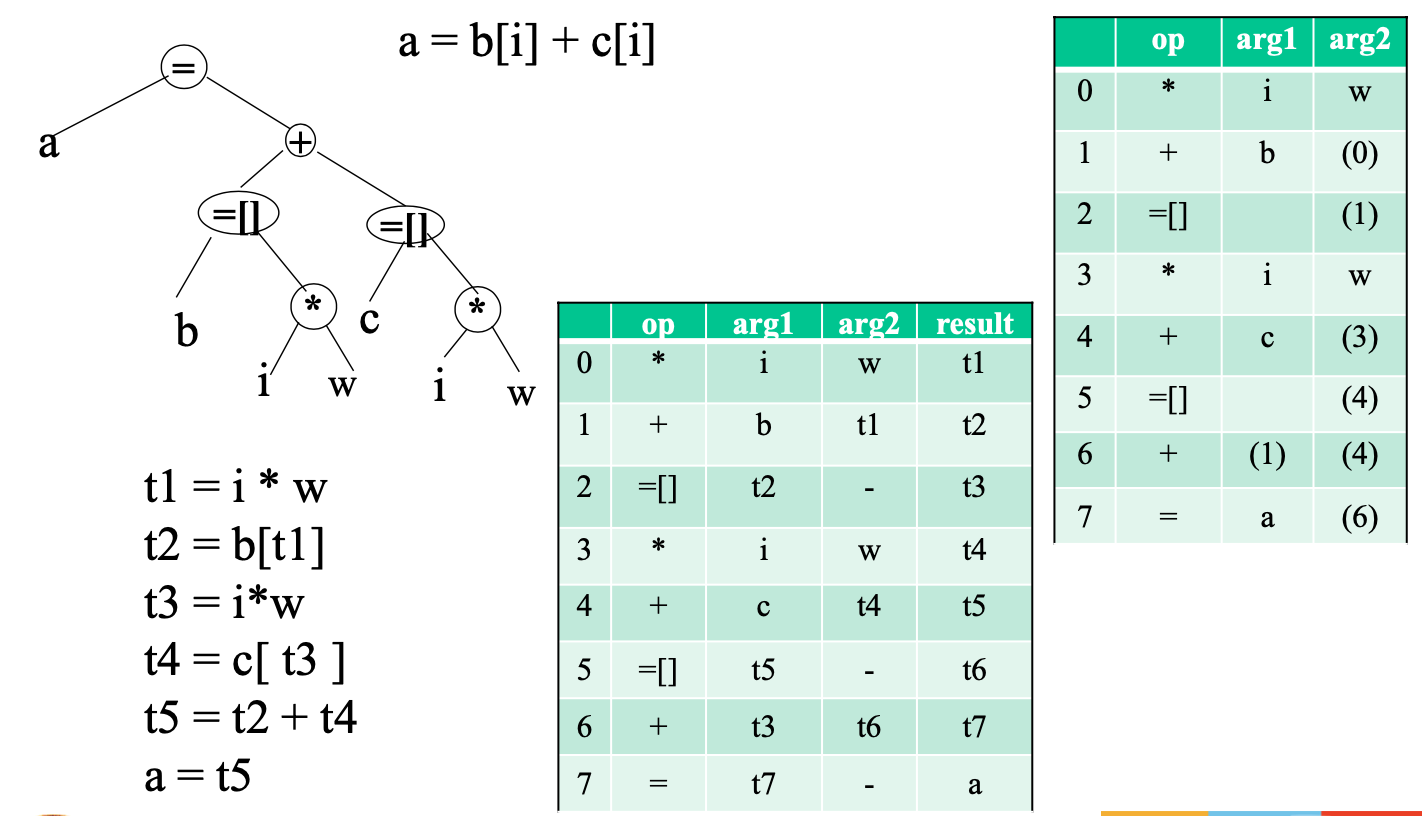 a = b[i] + c[i]
=
a
+
=[]
=[]
b
*
c
*
i
w
i
w
t1 = i * w
t2 = b[t1]
t3 = i*w
t4 = c[ t3 ]
t5 = t2 + t4
a = t5
op arg1 arg2 result
0 * i w t1
1 + b t1 t2
2 =[] t2 - t3
3 * i w t4
4 + c t4 t5
5 =[] t5 - t6
6 + t3 t6 t7
7 = t7 - a
op arg1 arg2
0 * i w
1 + b (0)
2 =[] (1)
3 * i w
4 + c (3)
5 =[] (4)
6 + (1) (4)
7 = a (6)